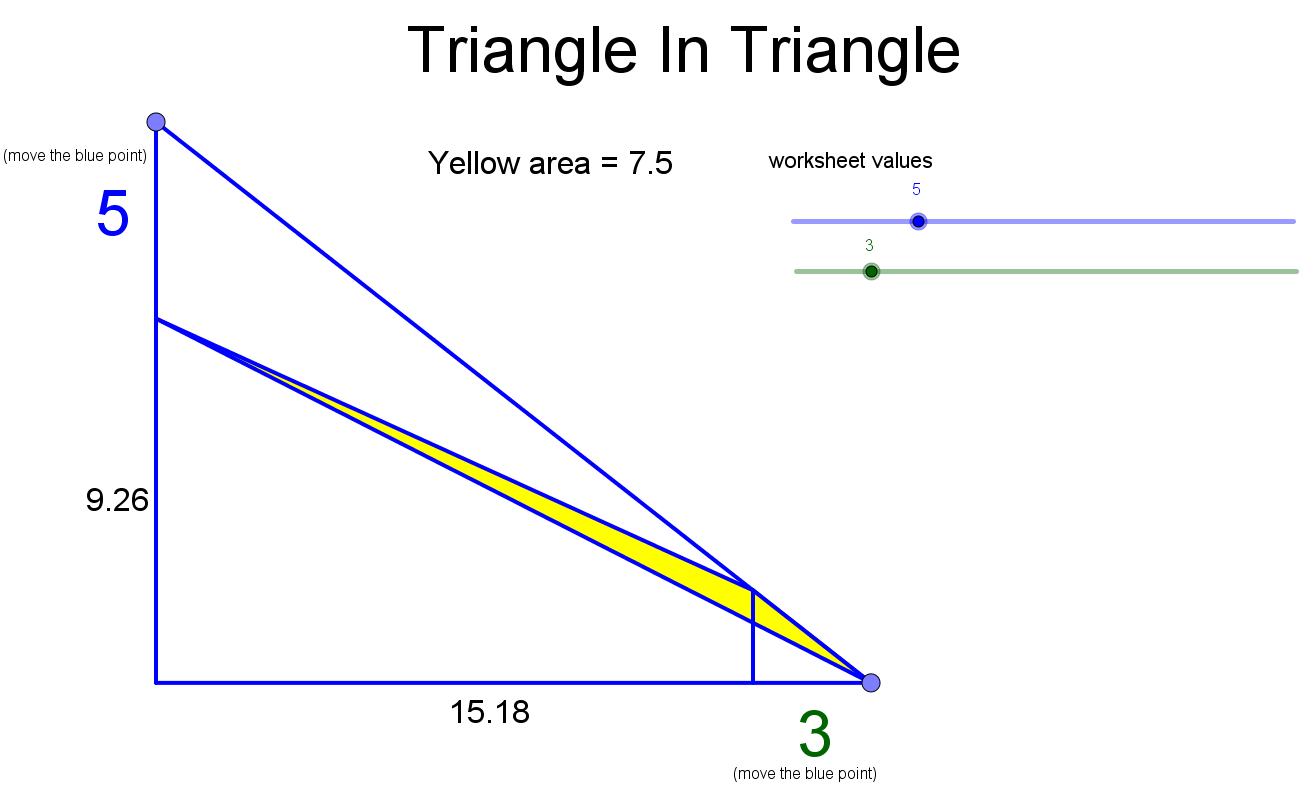 Triangle In Triangle
(move the blue point)
Yellow area = 7.5
worksheet values
5
5
3
9.26
15.18
3
(move the blue point)